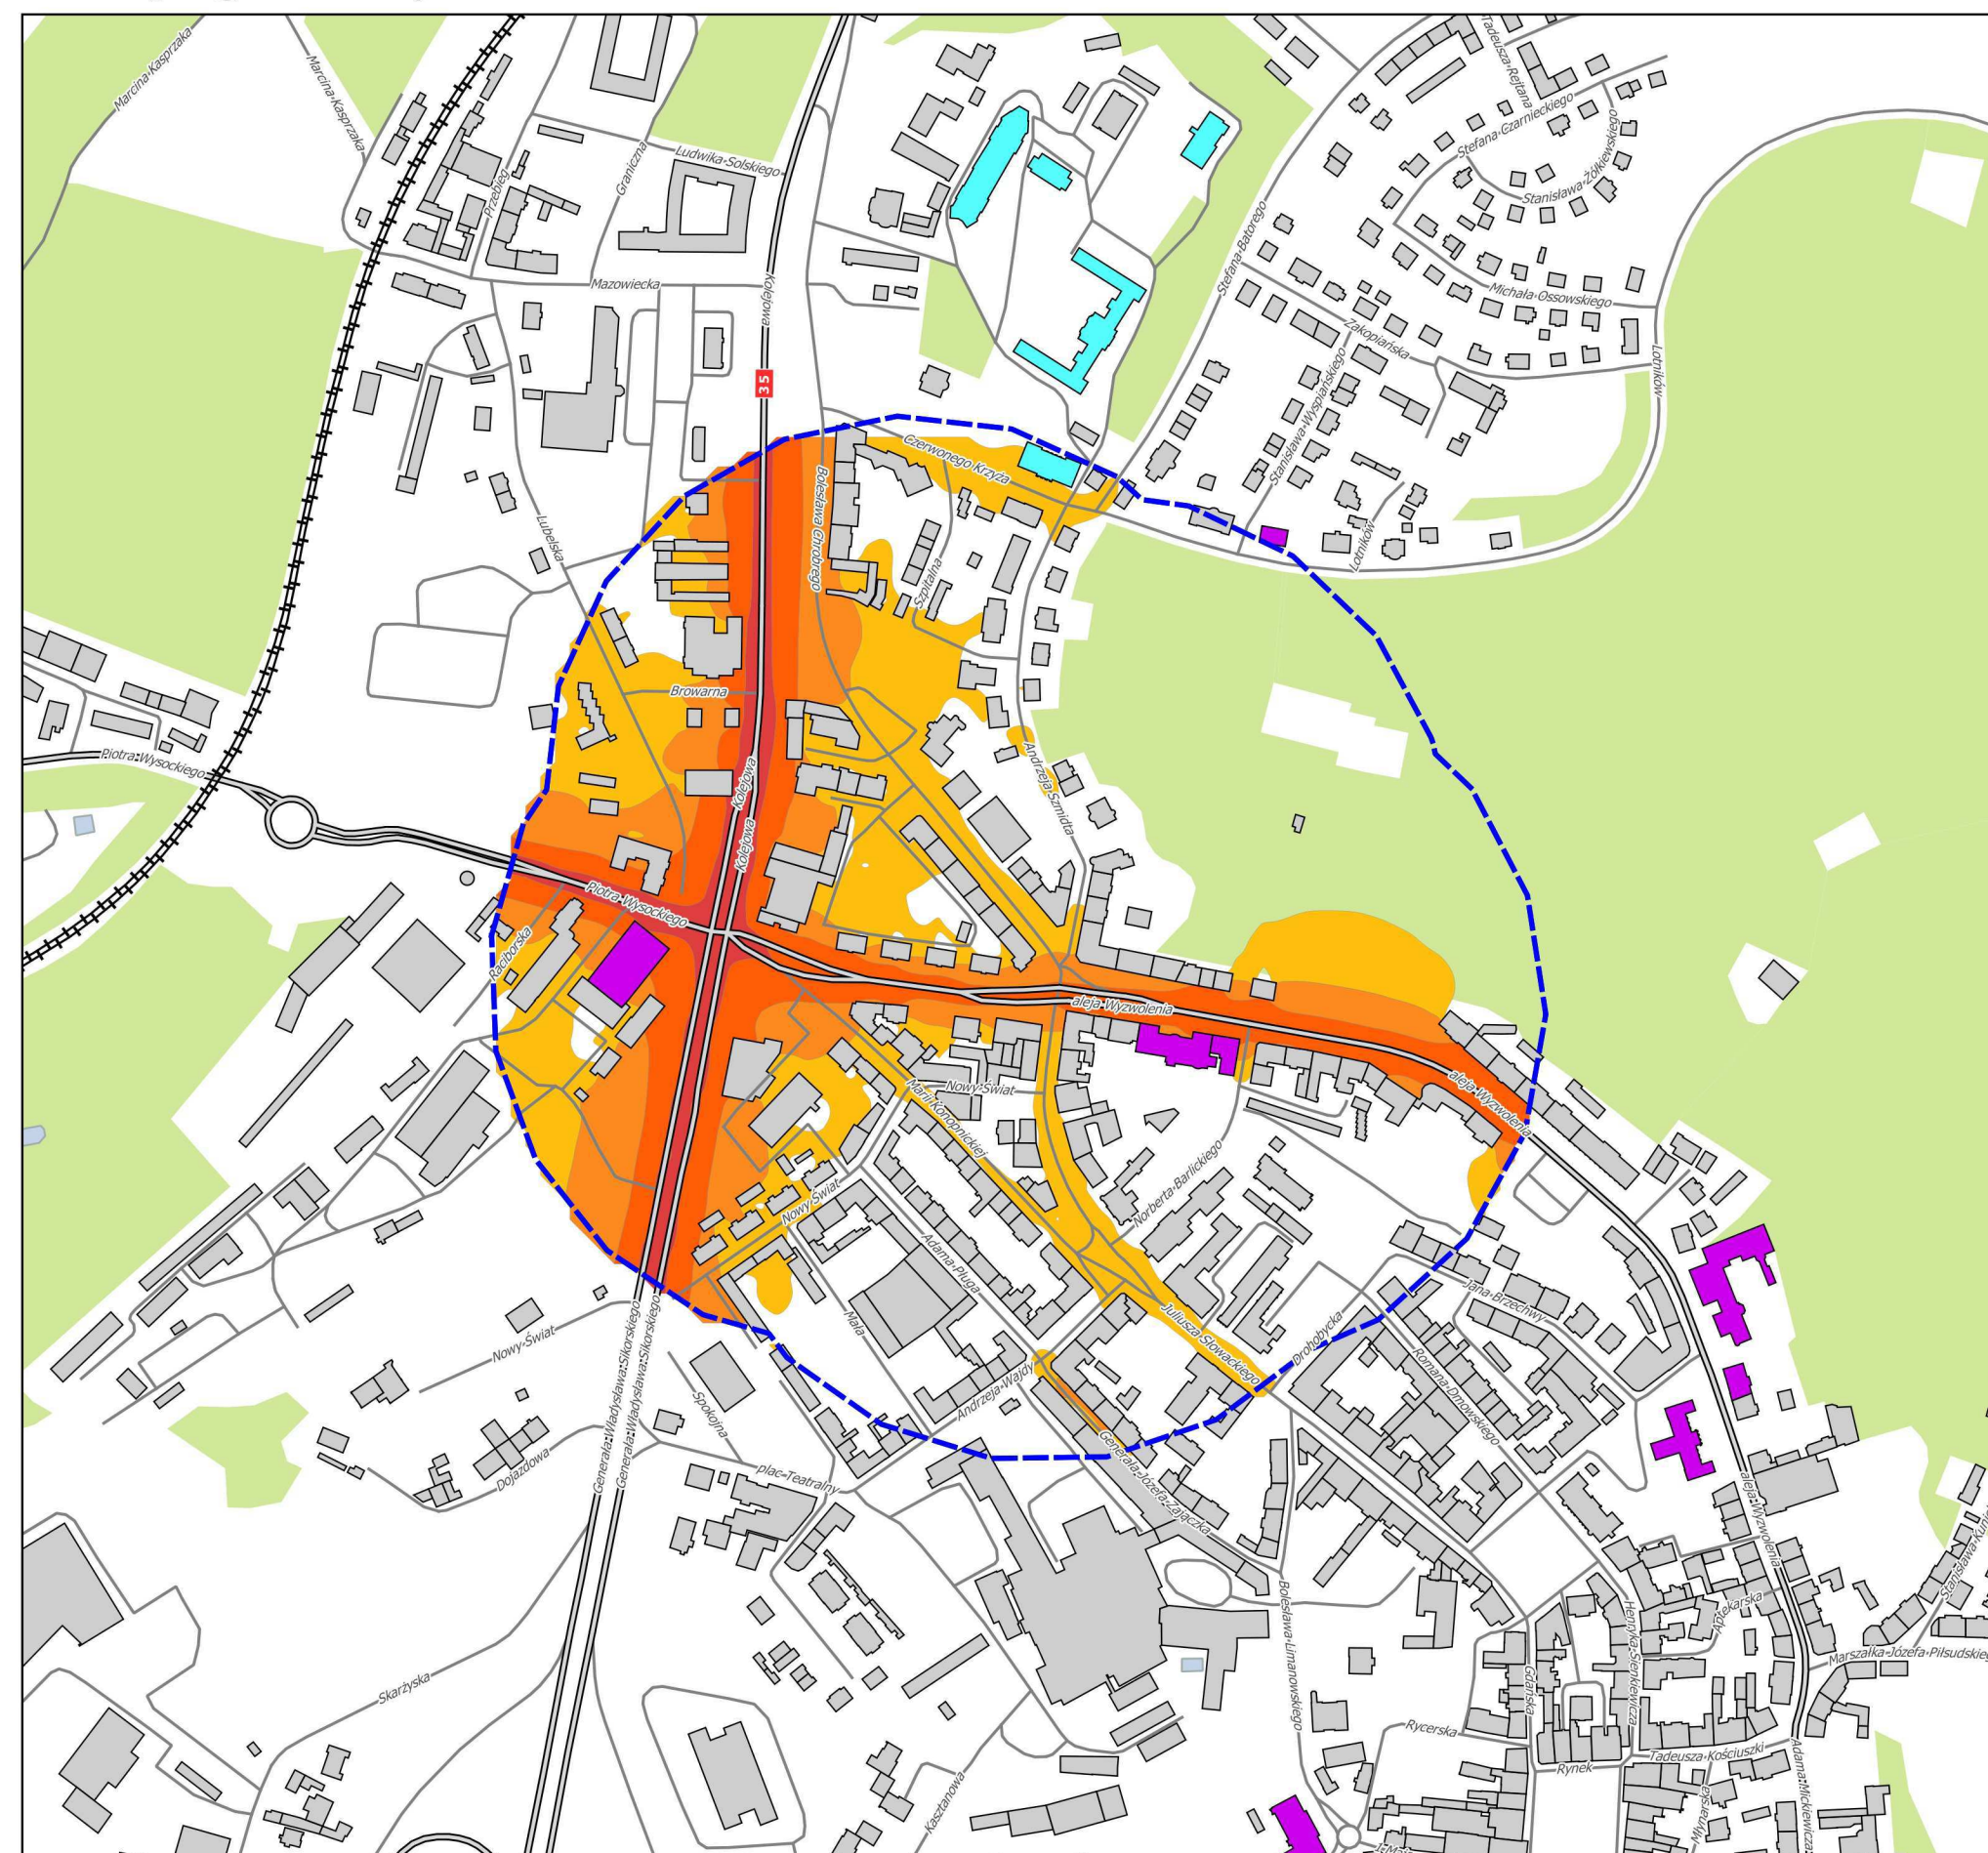 Marcina Kasprzaka
Marcina Kasprzaka
Tadeusza Rejtana
Stefana Czarnieckiego
Przebieg
Graniczna
Ludwika Solskiego
Stanisława Żółkiewskiego
Stefana Batorego
Mazowiecka
Kolejowa
Michała Ossowskiego
Zakopiańska
Lotników
35
Stanisława Wyspiańskiego
Czerwonego Krzyża
Bolesława Chrobrego
Lubelska
Lotników
Szpitalna
Browarna
Piotra Wysockiego
Kolejowa
Andrzeja Szmidta
Kolejowa
Piotra Wysockiego
Raciborska
aleja Wyzwolenia
Nowy Świat
aleja Wyzwolenia
Marii Konopnickiej
Norberta Barlickiego
Nowy Świat
Adama Pługa
Jana Brzechwy
Mała
Juliusza Słowackiego
Drohobycka
Nowy Świat
Generała Władysława Sikorskiego
Generała Władysława Sikorskiego
Andrzeja Wajdy
Romana Dmowskiego
Spokojna
Generała Józefa Zajączka
Dojazdowa
plac Teatralny
aleja Wyzwolenia
Bolesława Limanowskiego
Henryka Sienkiewicza
Aptekarska
Marszałka Józefa Piłsudskie
Skarżyska
Gdańska
Rycerska
Tadeusza Kościuszki
Rynek
Adama Mickiewicza
Młynarska
Kasztanowa